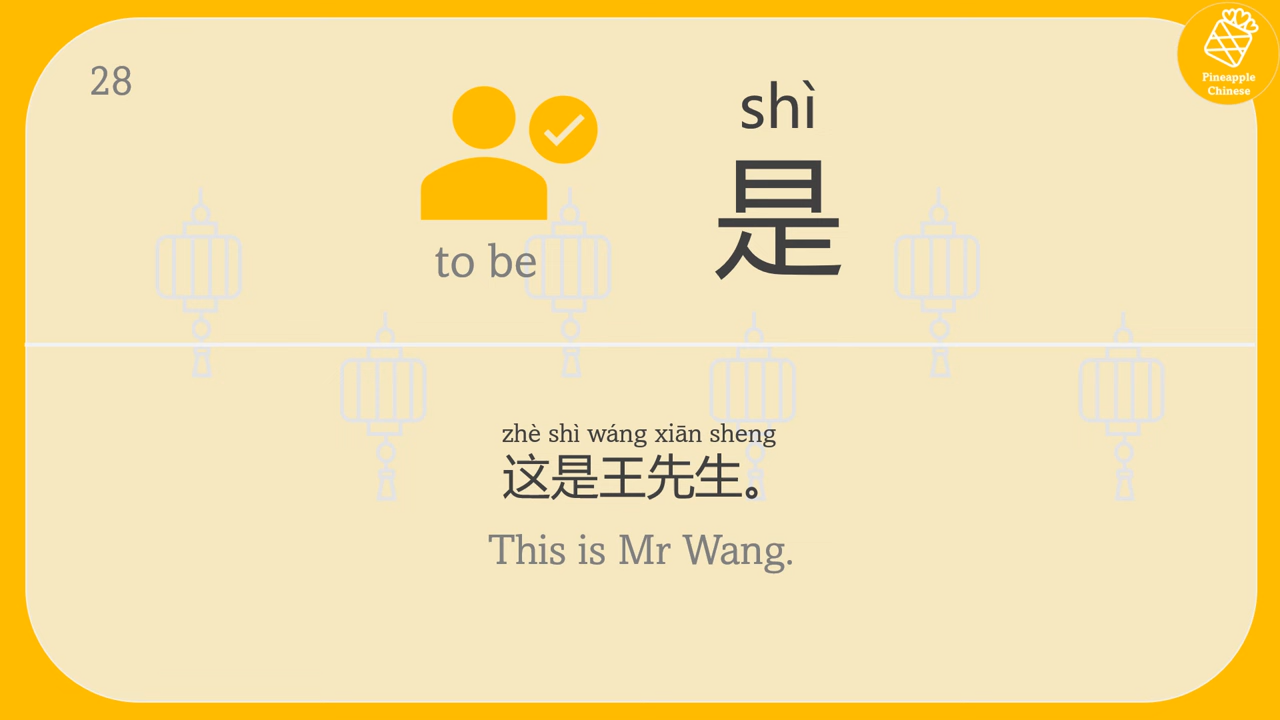 28
Pineapple
Chinese
shì
是
to be
zhè shì wáng xiān sheng
这是王先生。
This is Mr Wang.